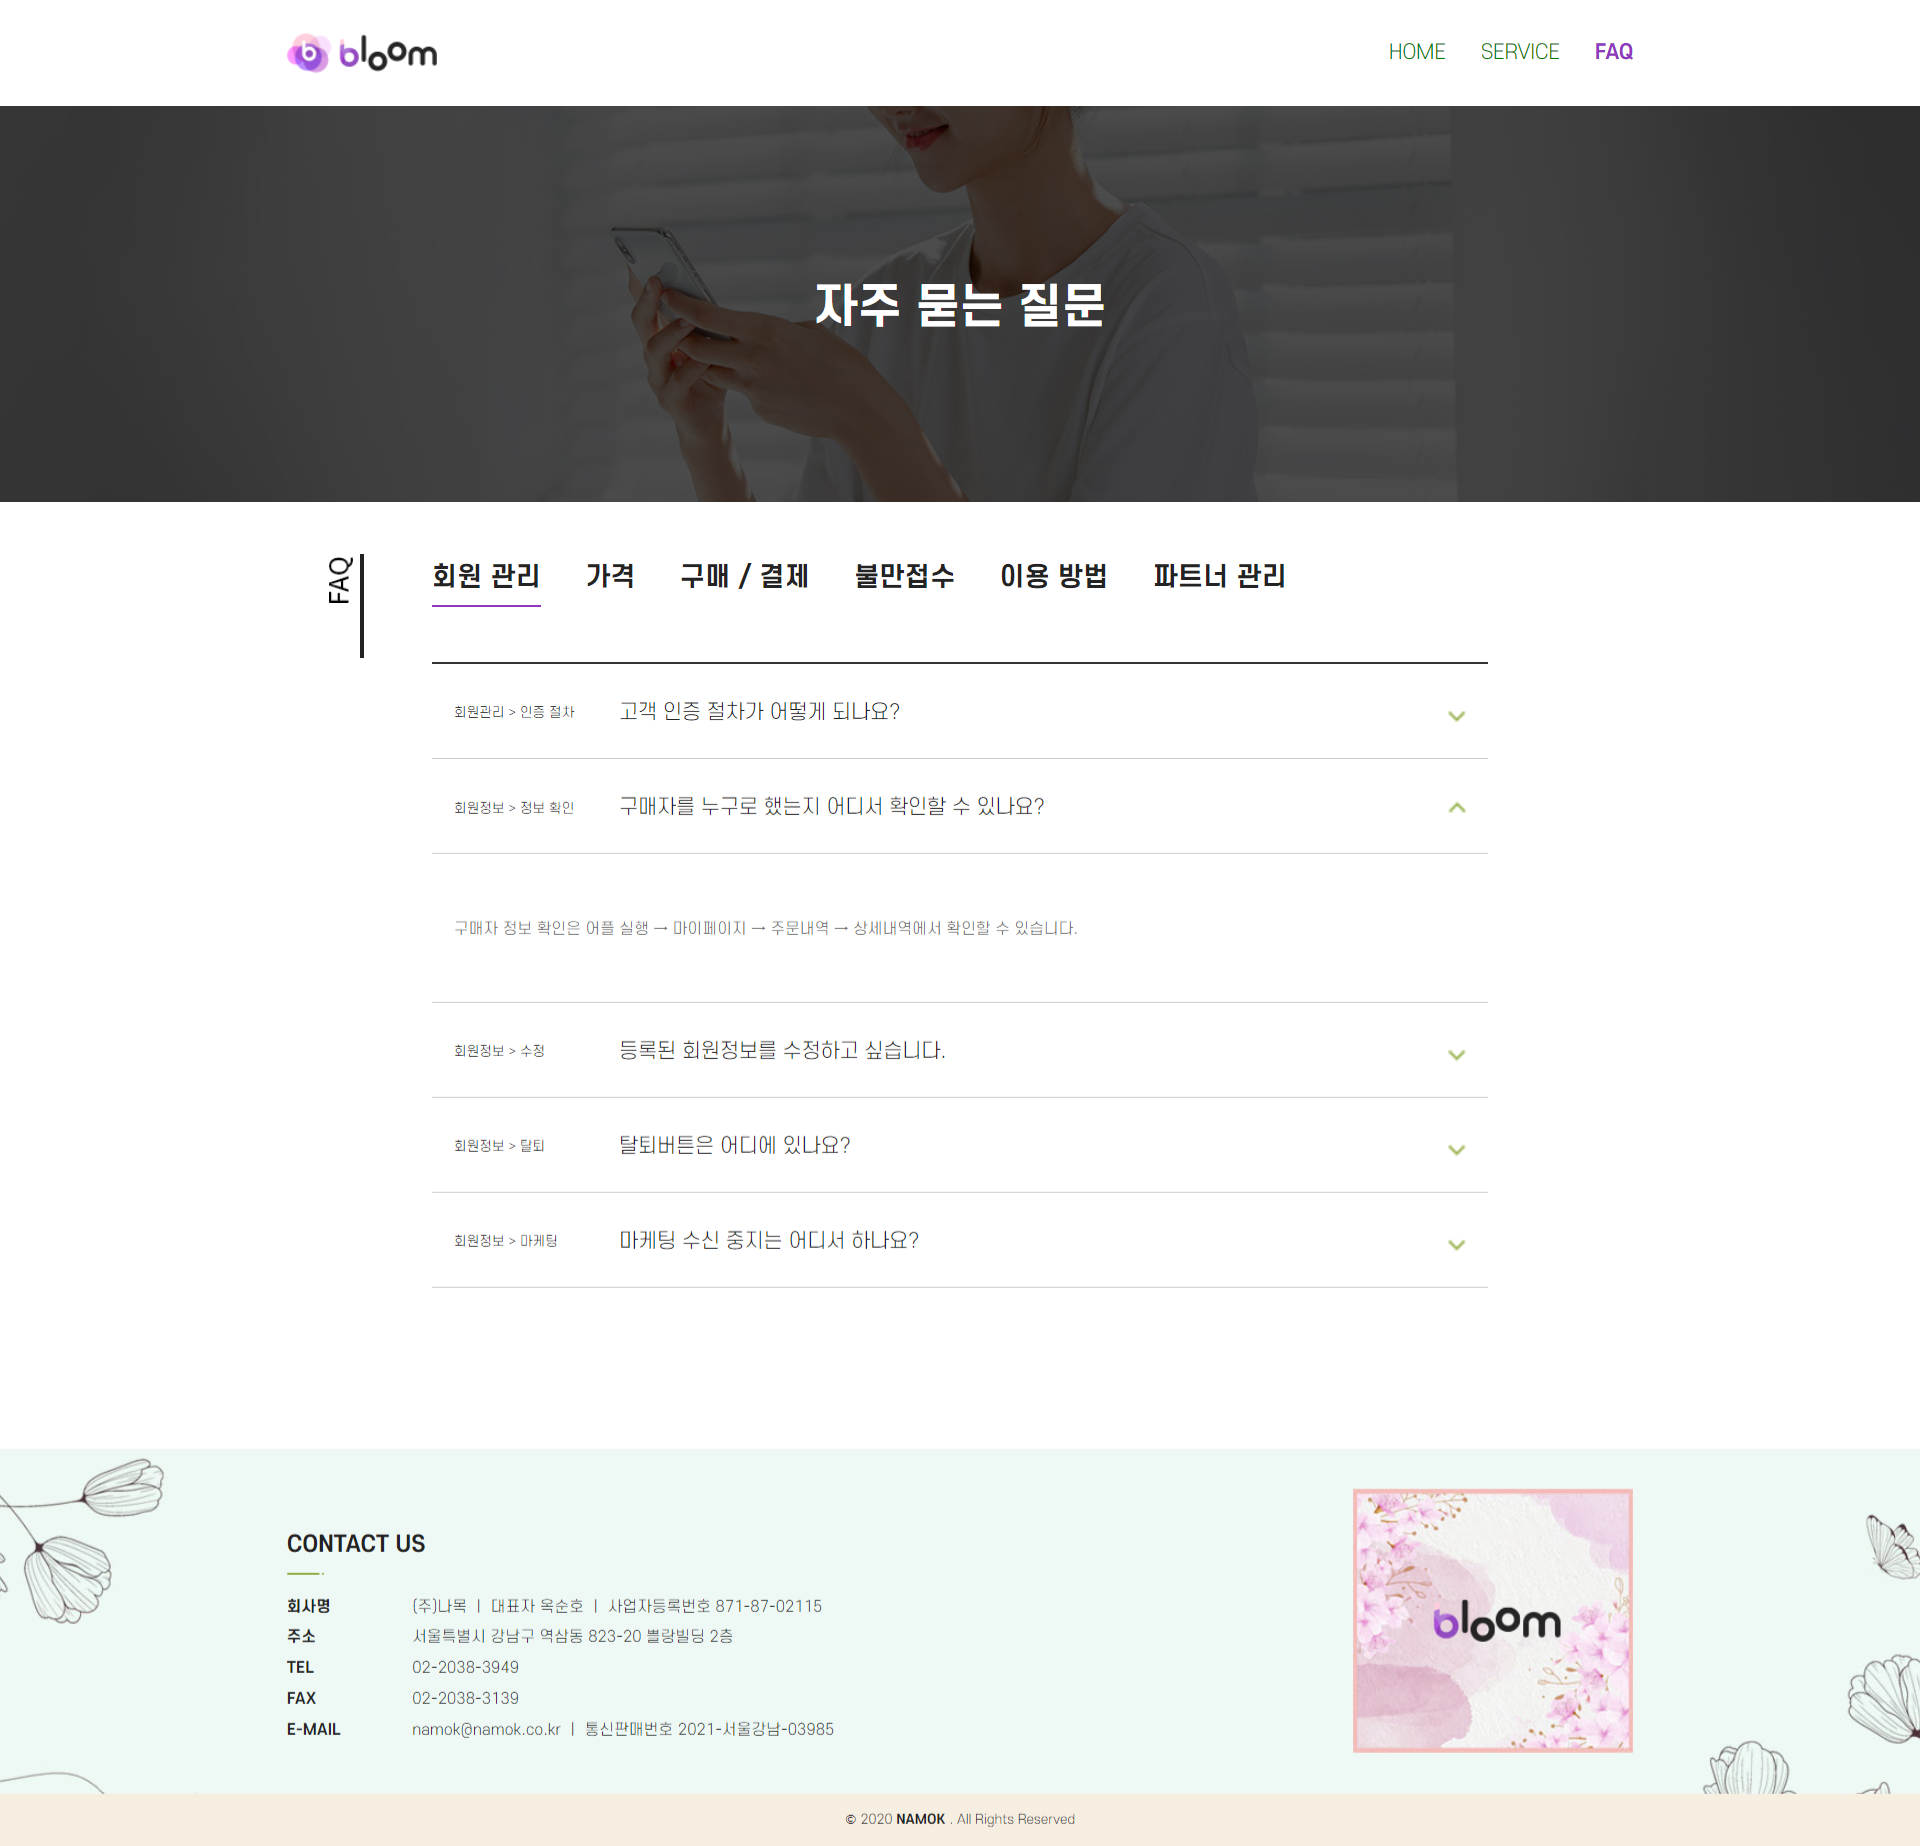 b bloom
HOME SERVICE FAQ
자주 묻는 질문
FAQ
회원 관리 가격 구매 / 결제 불만접수 이용 방법 파트너 관리
회원관리 > 인증 절차 고객 인증 절차가 어떻게 되나요?
회원정보 > 정보 확인 구매자를 누구로 했는지 어디서 확인할 수 있나요?
구매자 정보 확인은 어플 실행 → 마이페이지 → 주문내역 → 상세내역에서 확인할 수 있습니다.
회원정보 > 수정 등록된 회원정보를 수정하고 싶습니다.
회원정보 > 탈퇴 탈퇴버튼은 어디에 있나요?
회원정보 > 마케팅 마케팅 수신 중지는 어디서 하나요?
CONTACT US
회사명 (주)나목 ㅣ 대표자 옥순호 ㅣ 사업자등록번호 871-87-02115
주소 서울특별시 강남구 역삼동 823-20 쁠랑빌딩 2층
TEL 02-2038-3949
FAX 02-2038-3139
E-MAIL namok@namok.co.kr ㅣ 통신판매번호 2021-서울강남-03985
bloom
© 2020 NAMOK . All Rights Reserved